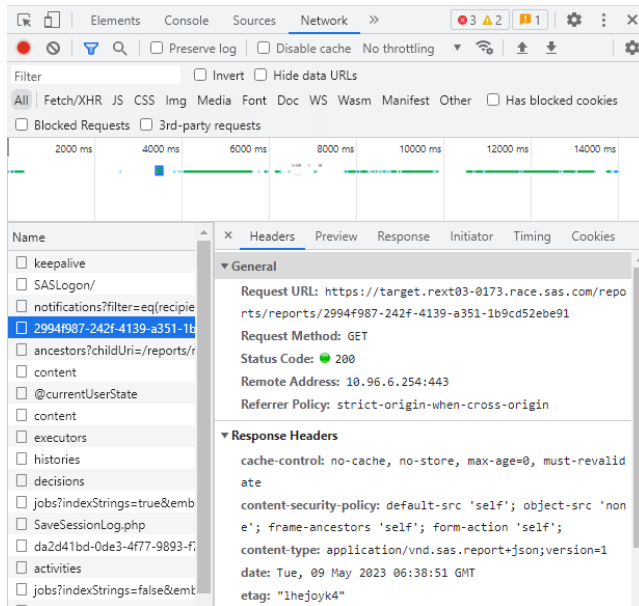 Elements Console Sources Network » 3 2 1
Preserve log Disable cache No throttling
Filter Invert Hide data URLs
All Fetch/XHR JS CSS Img Media Font Doc WS Wasm Manifest Other Has blocked cookies
Blocked Requests 3rd-party requests
2000 ms 4000 ms 6000 ms 8000 ms 10000 ms 12000 ms 14000 ms
Name
keepalive
SASLogon/
notifications?filter=eq(recipie
2994f987-242f-4139-a351-1b
ancestors?childUri=/reports/r
content
@currentUserState
content
executors
histories
decisions
jobs?indexStrings=true&emb
SaveSessionLog.php
da2d41bd-0de3-4f77-9893-f7
activities
jobs?indexStrings=false&emb
× Headers Preview Response Initiator Timing Cookies
▼ General
Request URL: https://target.rext03-0173.race.sas.com/repo
rts/reports/2994f987-242f-4139-a351-1b9cd52ebe91
Request Method: GET
Status Code: 200
Remote Address: 10.96.6.254:443
Referrer Policy: strict-origin-when-cross-origin
▼ Response Headers
cache-control: no-cache, no-store, max-age=0, must-revalid
ate
content-security-policy: default-src 'self'; object-src 'non
e'; frame-ancestors 'self'; form-action 'self';
content-type: application/vnd.sas.report+json;version=1
date: Tue, 09 May 2023 06:38:51 GMT
etag: "lhejoyk4"